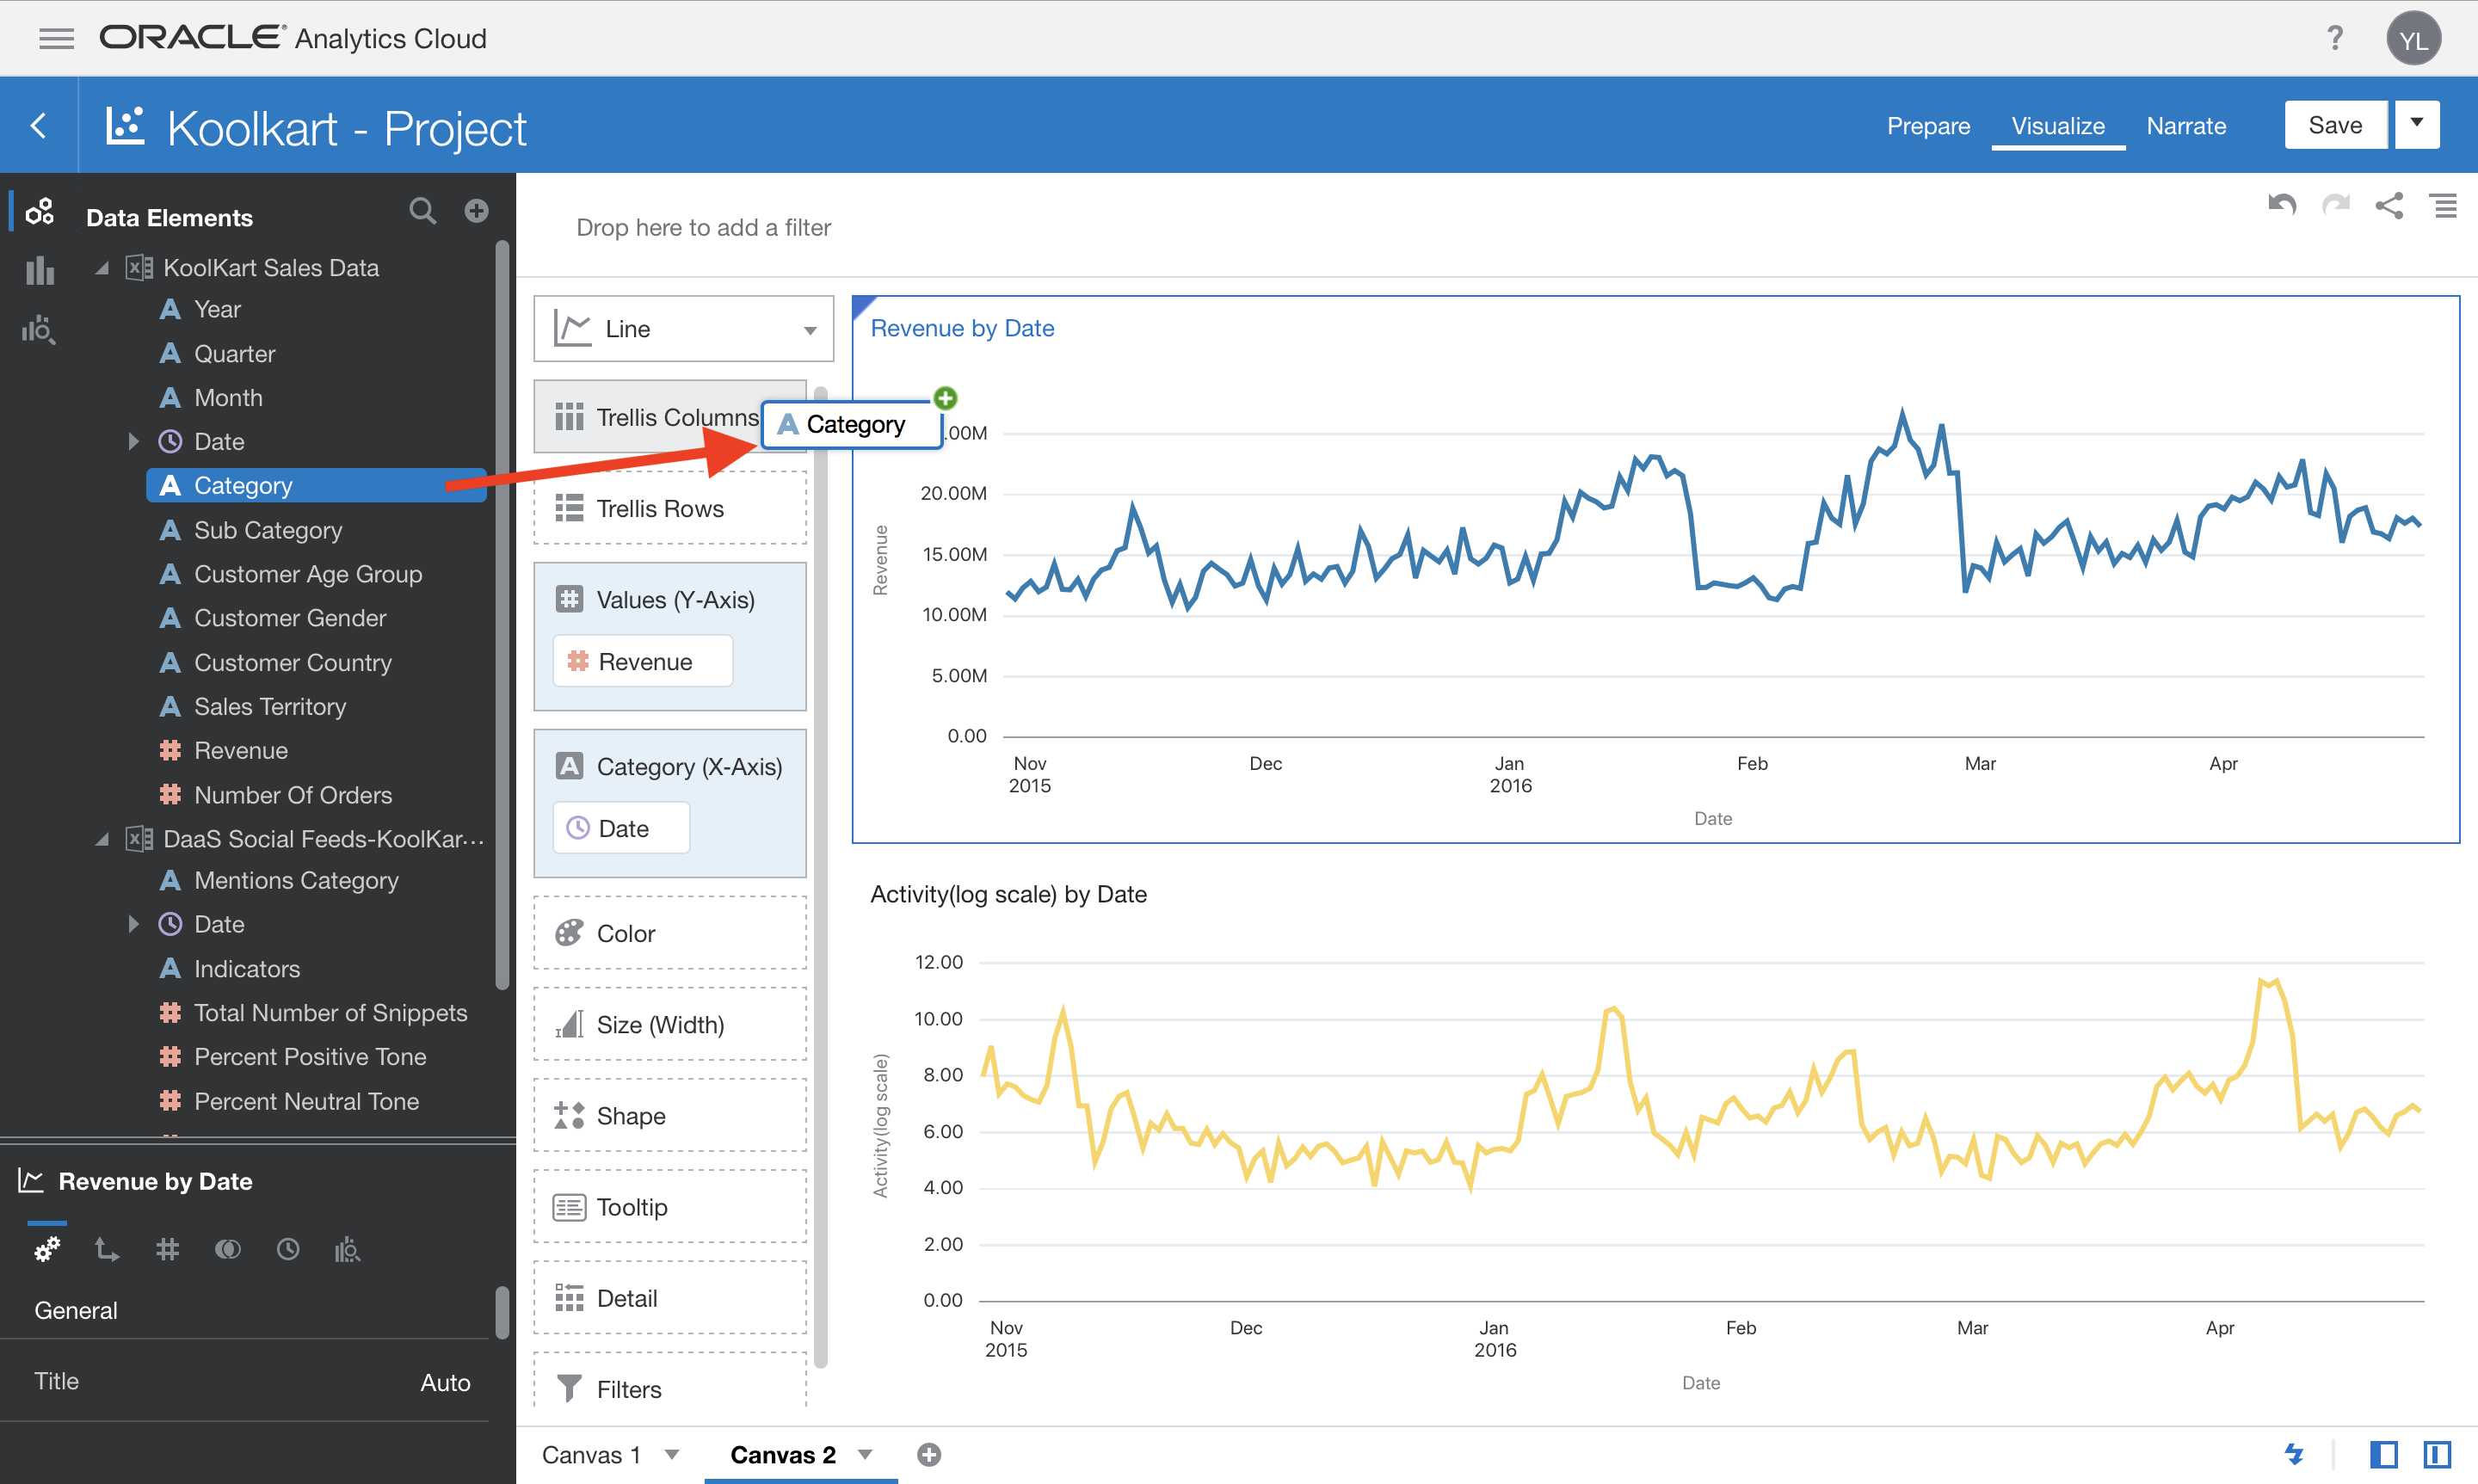 ORACLE® Analytics Cloud
?
YL
Koolkart - Project
Prepare
Visualize
Narrate
Save
Data Elements
KoolKart Sales Data
A Year
A Quarter
A Month
Date
A Category
A Sub Category
A Customer Age Group
A Customer Gender
A Customer Country
A Sales Territory
# Revenue
# Number Of Orders
DaaS Social Feeds-KoolKar...
A Mentions Category
Date
A Indicators
# Total Number of Snippets
# Percent Positive Tone
# Percent Neutral Tone
Revenue by Date
General
Title
Auto
Drop here to add a filter
Line
Trellis Columns
A Category
Trellis Rows
# Values (Y-Axis)
# Revenue
A Category (X-Axis)
Date
Color
Size (Width)
Shape
Tooltip
Detail
Filters
Revenue by Date
.00M
20.00M
15.00M
10.00M
5.00M
0.00
Revenue
Nov
2015
Dec
Jan
2016
Feb
Mar
Apr
Date
Activity(log scale) by Date
12.00
10.00
8.00
6.00
4.00
2.00
0.00
Activity(log scale)
Nov
2015
Dec
Jan
2016
Feb
Mar
Apr
Date
Canvas 1
Canvas 2